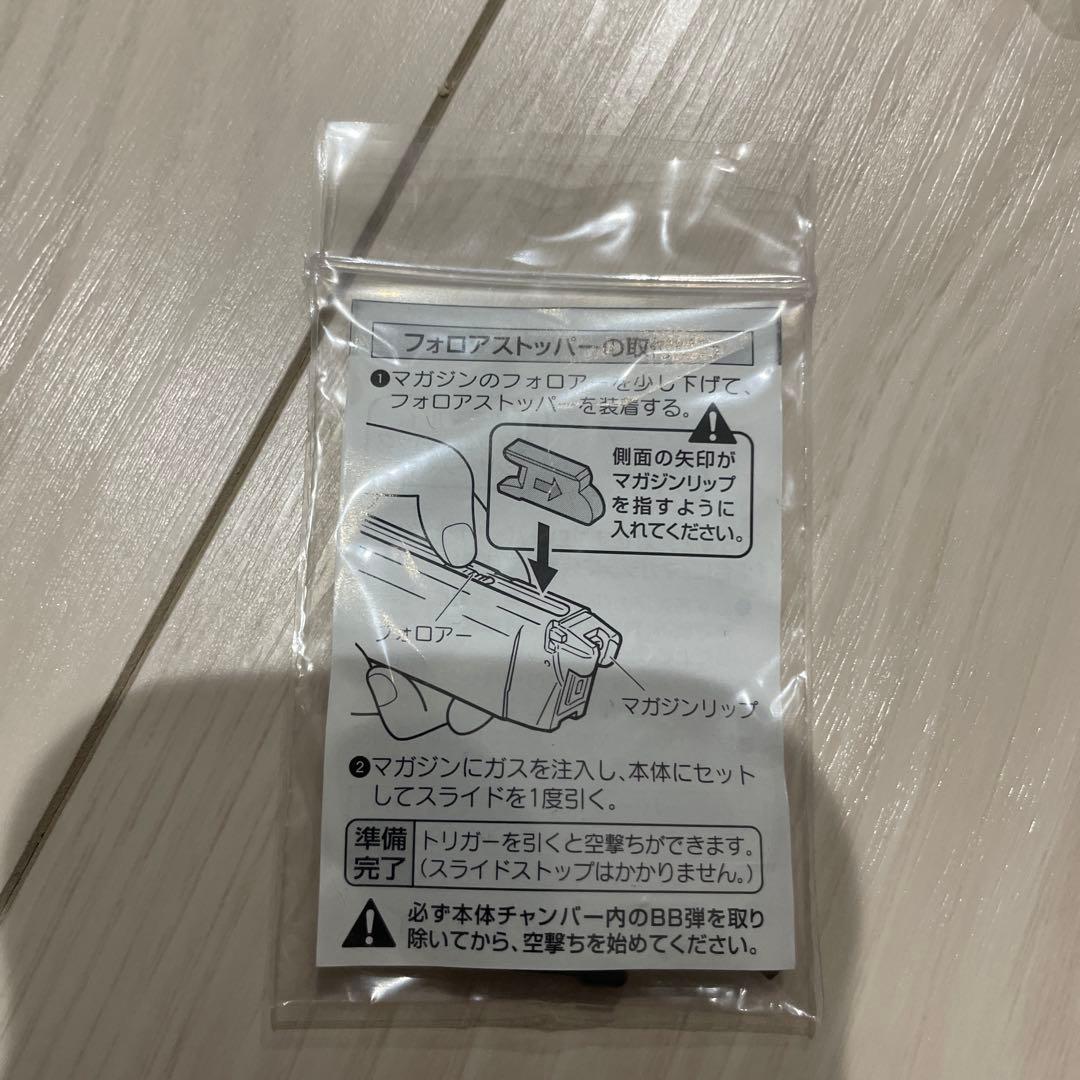 フォロアストッパーの取
❶マガジンのフォロアーを少し下げて、
フォロアストッパーを装着する。
側面の矢印が
マガジンリップ
を指すように
入れてください。
フォロアー
マガジンリップ
❷マガジンにガスを注入し、本体にセット
してスライドを1度引く。
準備
完了
トリガーを引くと空撃ちができます。
(スライドストップはかかりません。)
必ず本体チャンバー内のBB弾を取り
除いてから、空撃ちを始めてください。